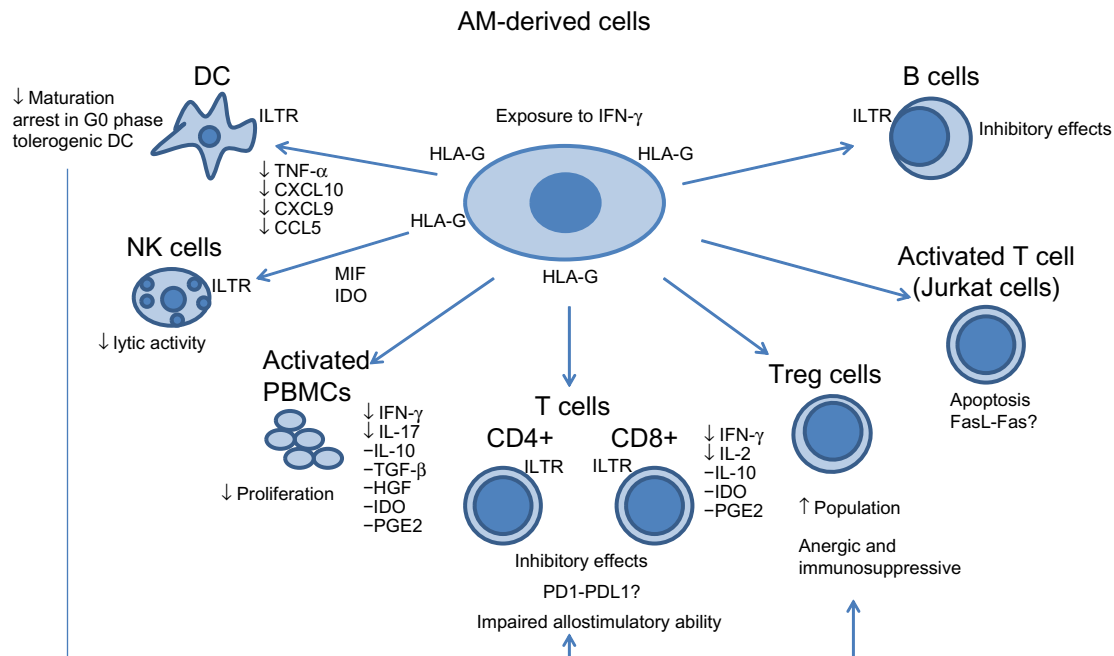 AM-derived cells
DC
↓ Maturation
arrest in G0 phase
tolerogenic DC
ILTR
↓ TNF-α
↓ CXCL10
↓ CXCL9
↓ CCL5
Exposure to IFN-γ
HLA-G
HLA-G
HLA-G
HLA-G
B cells
ILTR
Inhibitory effects
NK cells
ILTR
MIF
IDO
↓ lytic activity
Activated T cell
(Jurkat cells)
Apoptosis
FasL-Fas?
Activated
PBMCs
↓ Proliferation
↓ IFN-γ
↓ IL-17
−IL-10
−TGF-β
−HGF
−IDO
−PGE2
T cells
CD4+
ILTR
CD8+
ILTR
↓ IFN-γ
↓ IL-2
−IL-10
−IDO
−PGE2
Inhibitory effects
PD1-PDL1?
Impaired allostimulatory ability
Treg cells
↑ Population
Anergic and
immunosuppressive